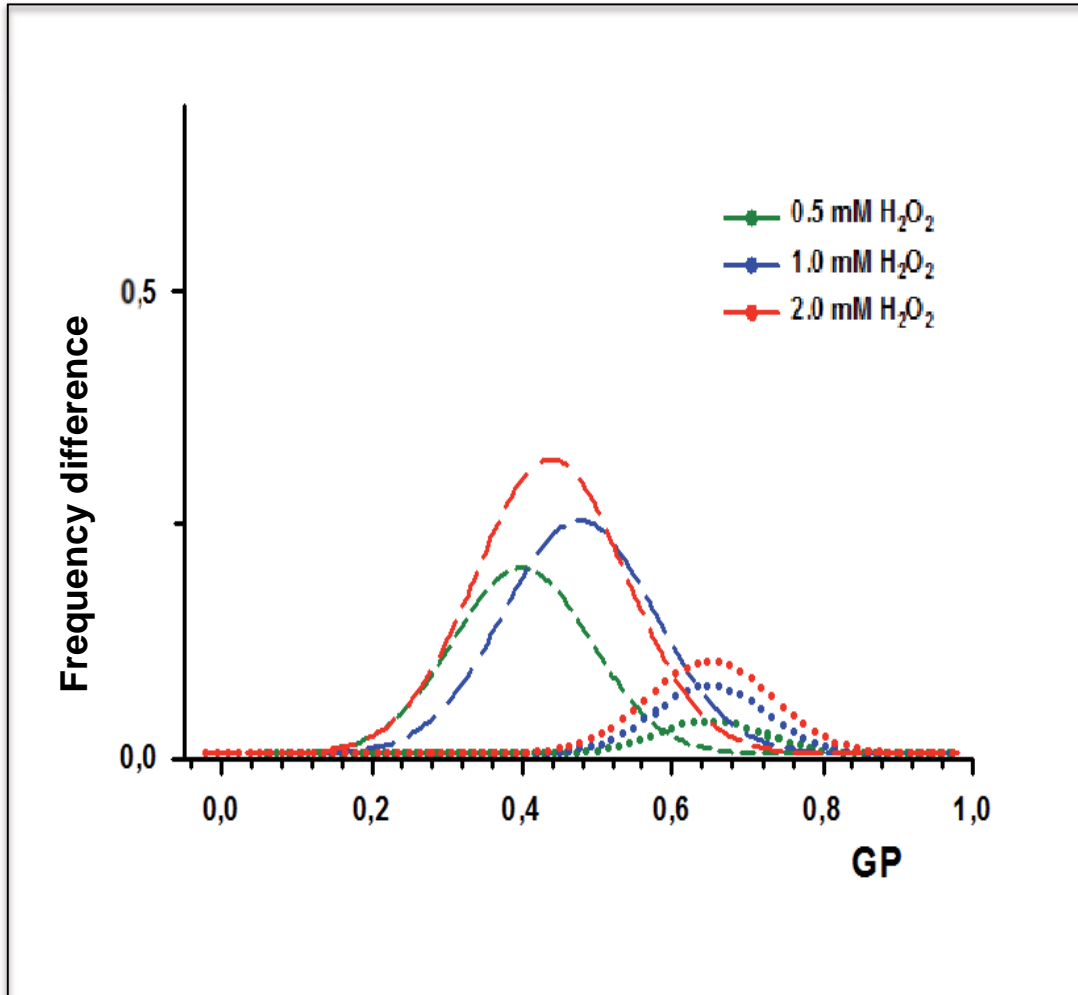 0.5 mM H₂O₂
1.0 mM H₂O₂
2.0 mM H₂O₂
0,5
Frequency difference
0,0
0,0 0,2 0,4 0,6 0,8 1,0
GP